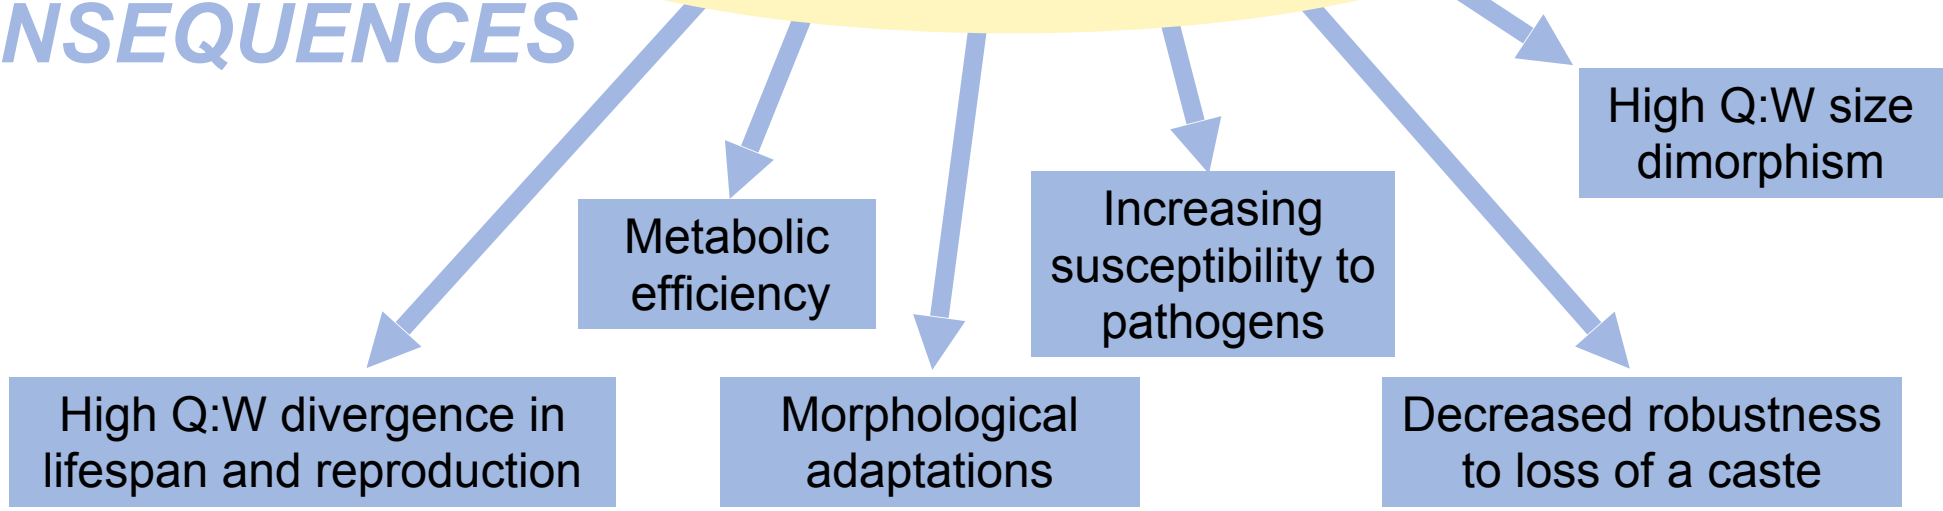 NSEQUENCES
High Q:W size
dimorphism
Metabolic
efficiency
Increasing
susceptibility to
pathogens
High Q:W divergence in
lifespan and reproduction
Morphological
adaptations
Decreased robustness
to loss of a caste